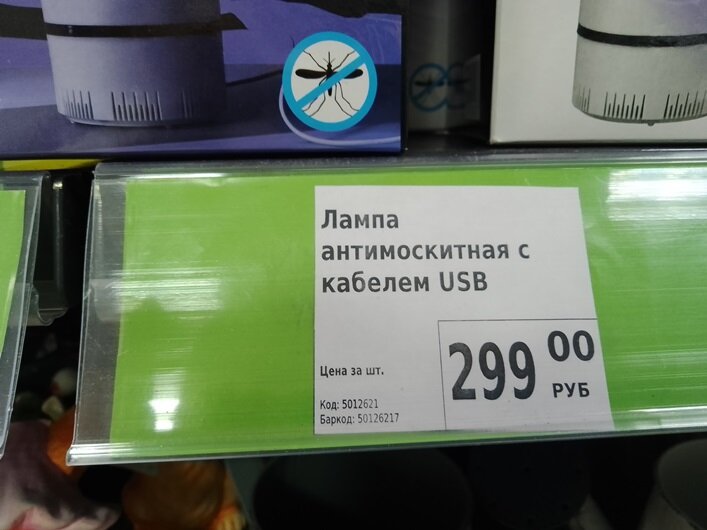 Лампа
антимоскитная с
кабелем USB
Цена за шт.
299 00
РУБ
Код: 5012621
Баркод: 50126217